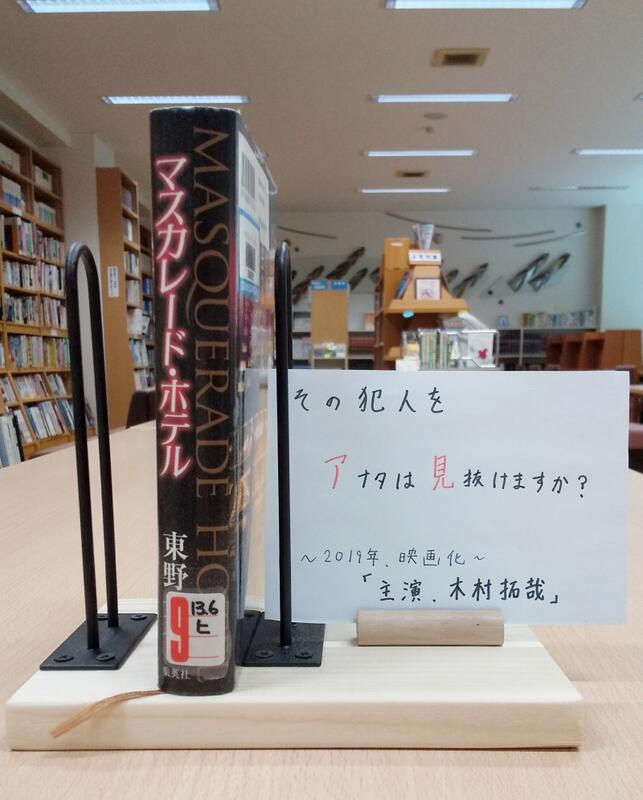 マスカレード・ホテル
MASQUERADE HO
東野
913.6
ヒ
集英社
その犯人を
アナタは見抜けますか?
～2019年、映画化～
「主演、木村拓哉」